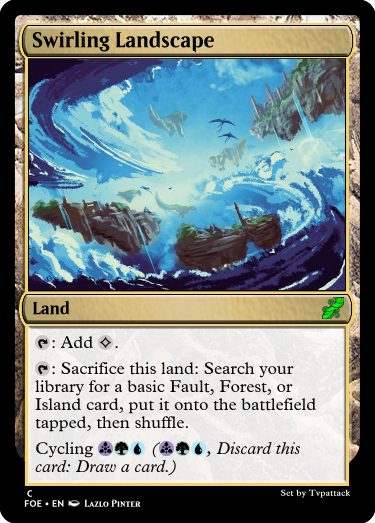 Swirling Landscape
Land
: Add .
: Sacrifice this land: Search your
library for a basic Fault, Forest, or
Island card, put it onto the battlefield
tapped, then shuffle.
Cycling (, Discard this
card: Draw a card.)
C
FOE • EN Lazlo Pinter
Set by Tvpattack